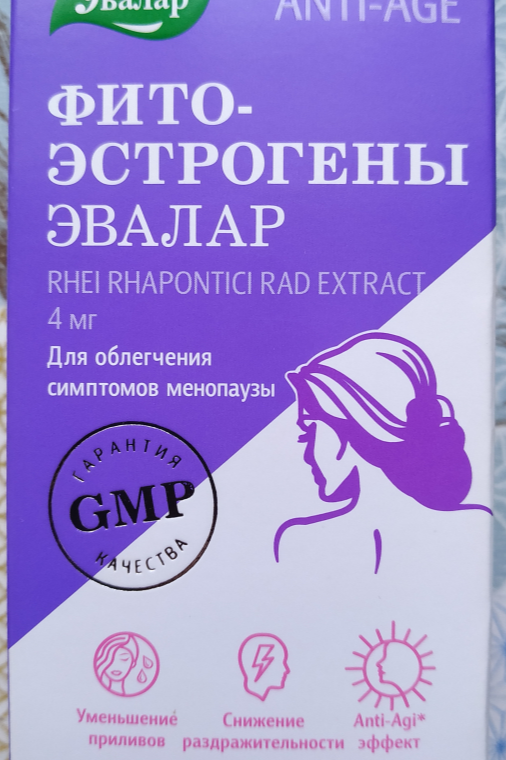 Эвалар
ANTI-AGE
ФИТО-
ЭСТРОГЕНЫ
ЭВАЛАР
RHEI RHAPONTICI RAD EXTRACT
4 мг
Для облегчения
симптомов менопаузы
ГАРАНТИЯ
GMP
КАЧЕСТВА
Уменьшение
приливов
Снижение
раздражительности
Anti-Agi*
эффект